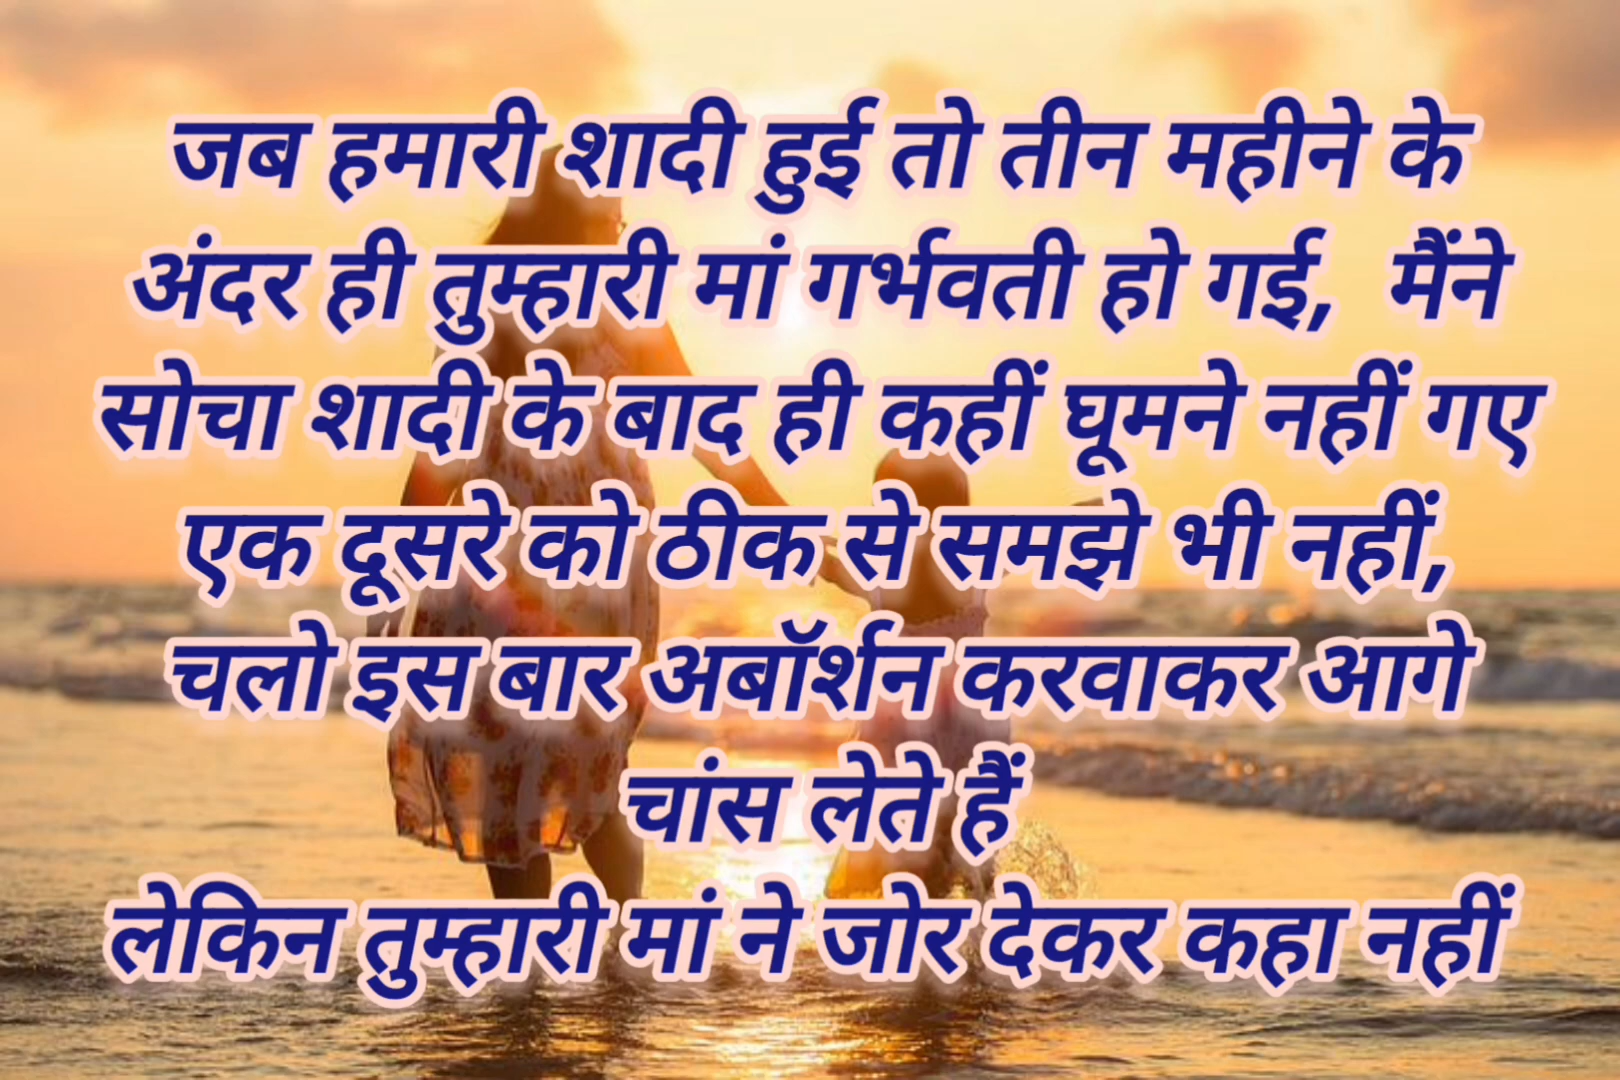 जब हमारी शादी हुई तो तीन महीने के
अंदर ही तुम्हारी मां गर्भवती हो गई,  मैंने
सोचा शादी के बाद ही कहीं घूमने नहीं गए
एक दूसरे को ठीक से समझे भी नहीं,
चलो इस बार अबॉर्शन करवाकर आगे
चांस लेते हैं
लेकिन तुम्हारी मां ने जोर देकर कहा नहीं